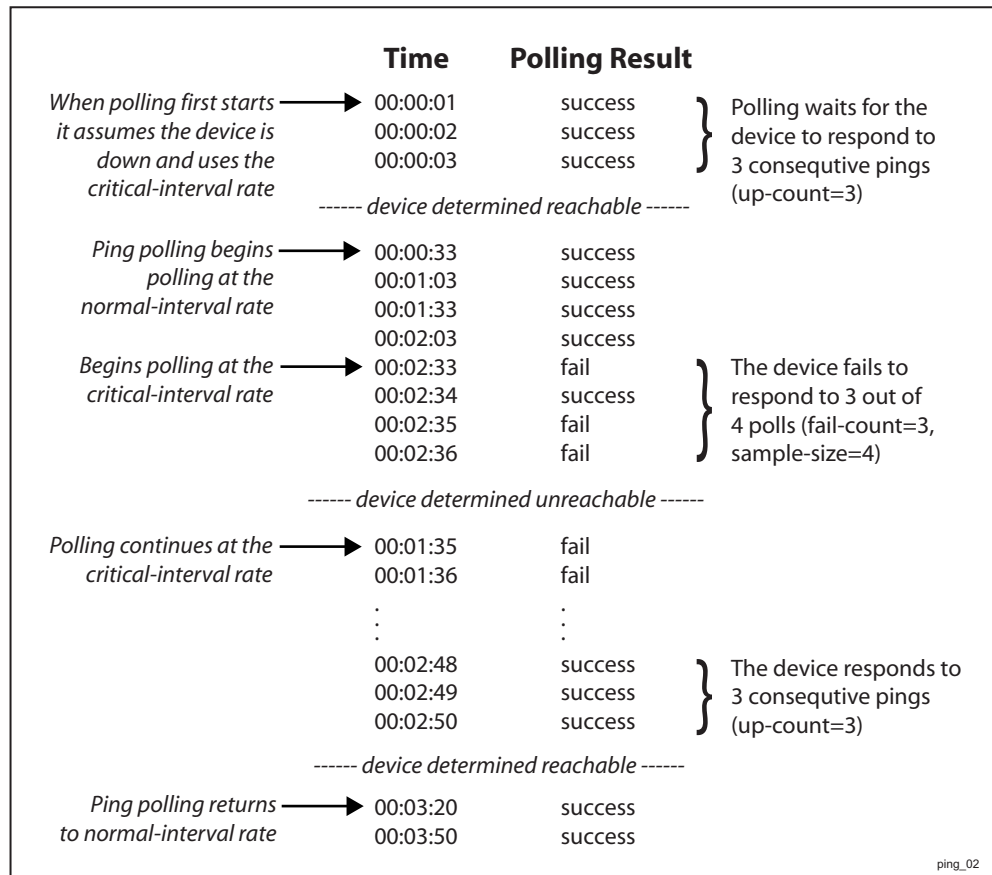 Time Polling Result
When polling first starts 00:00:01 success Polling waits for the
it assumes the device is 00:00:02 success device to respond to
down and uses the 00:00:03 success 3 consequtive pings
critical-interval rate (up-count=3)
------ device determined reachable ------
Ping polling begins 00:00:33 success
polling at the 00:01:03 success
normal-interval rate 00:01:33 success
00:02:03 success
Begins polling at the 00:02:33 fail The device fails to
critical-interval rate 00:02:34 success respond to 3 out of
00:02:35 fail 4 polls (fail-count=3,
00:02:36 fail sample-size=4)
------ device determined unreachable ------
Polling continues at the 00:01:35 fail
critical-interval rate 00:01:36 fail
. .
. .
. .
00:02:48 success The device responds to
00:02:49 success 3 consequtive pings
00:02:50 success (up-count=3)
------ device determined reachable ------
Ping polling returns 00:03:20 success
to normal-interval rate 00:03:50 success
ping_02